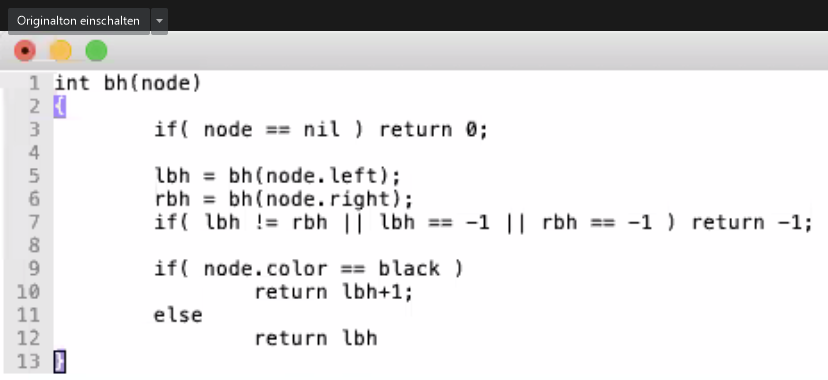 Originalton einschalten
1 int bh(node)
2 {
3 if( node == nil ) return 0;
4
5 lbh = bh(node.left);
6 rbh = bh(node.right);
7 if( lbh != rbh || lbh == -1 || rbh == -1 ) return -1;
8
9 if( node.color == black )
10 return lbh+1;
11 else
12 return lbh
13 }